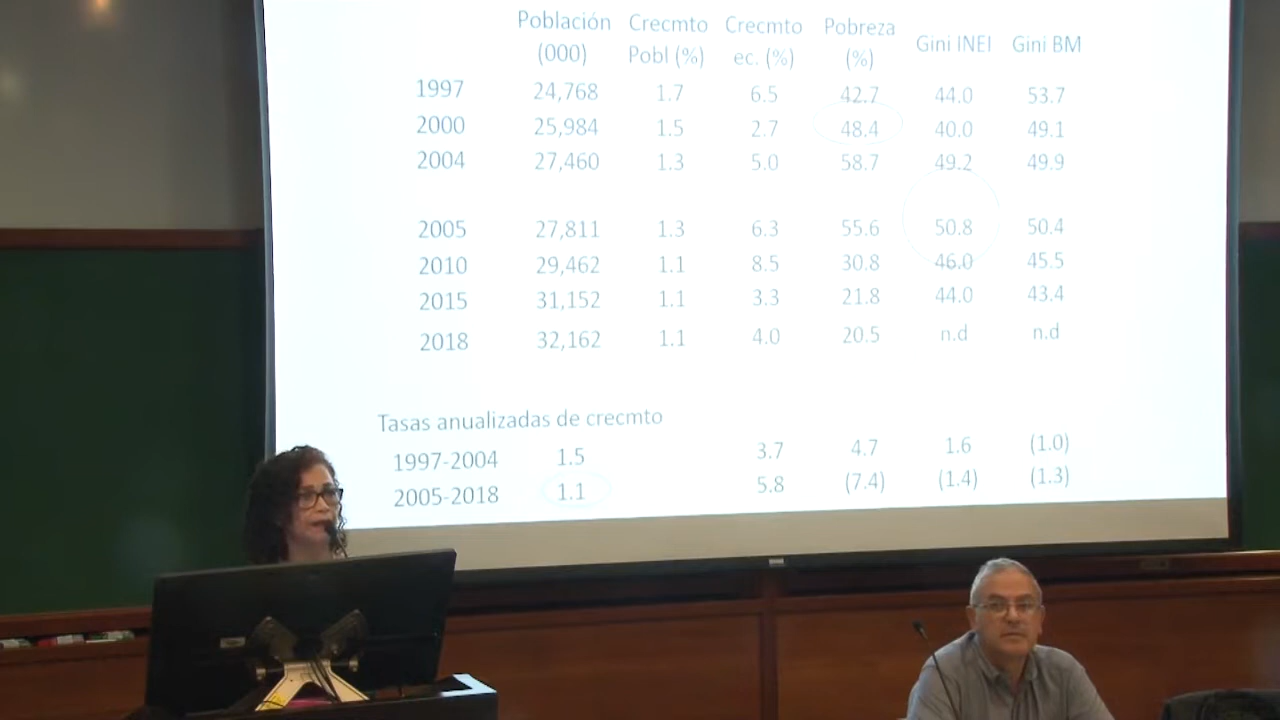 Población (000) Crecmto Pobl (%) Crecmto ec. (%) Pobreza (%) Gini INEI Gini BM
1997 24,768 1.7 6.5 42.7 44.0 53.7
2000 25,984 1.5 2.7 48.4 40.0 49.1
2004 27,460 1.3 5.0 58.7 49.2 49.9
2005 27,811 1.3 6.3 55.6 50.8 50.4
2010 29,462 1.1 8.5 30.8 46.0 45.5
2015 31,152 1.1 3.3 21.8 44.0 43.4
2018 32,162 1.1 4.0 20.5 n.d n.d
Tasas anualizadas de crecmto
1997-2004 1.5 3.7 4.7 1.6 (1.0)
2005-2018 1.1 5.8 (7.4) (1.4) (1.3)